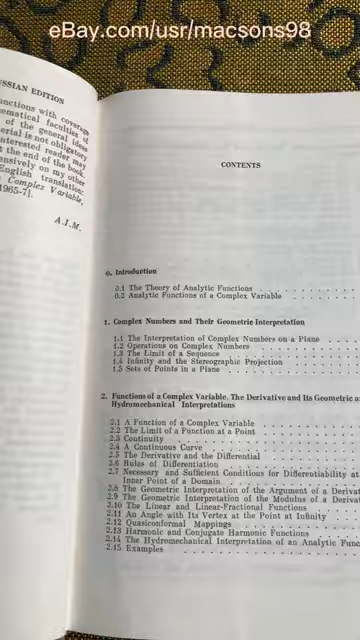 eBay.com/usr/macsons98
SSIAN EDITION
nctions with coverage
ematical faculties of
of the general ideas
erial is not obligatory
nterested reader may
t the end of the book.
ensively on my other
English translation:
Complex Variable,
1965-7].
A.I.M.
CONTENTS
0. Introduction
0.1 The Theory of Analytic Functions
0.2 Analytic Functions of a Complex Variable
1. Complex Numbers and Their Geometric Interpretation
1.1 The Interpretation of Complex Numbers on a Plane
1.2 Operations on Complex Numbers
1.3 The Limit of a Sequence
1.4 Infinity and the Stereographic Projection
1.5 Sets of Points in a Plane
2. Functions of a Complex Variable. The Derivative and Its Geometric a
Hydromechanical Interpretations
2.1 A Function of a Complex Variable
2.2 The Limit of a Function at a Point
2.3 Continuity
2.4 A Continuous Curve
2.5 The Derivative and the Differential
2.6 Rules of Differentiation
2.7 Necessary and Sufficient Conditions for Differentiability at
Inner Point of a Domain
2.8 The Geometric Interpretation of the Argument of a Derivat
2.9 The Geometric Interpretation of the Modulus of a Derivat
2.10 The Linear and Linear-Fractional Functions
2.11 An Angle with Its Vertex at the Point at Infinity
2.12 Quasiconformal Mappings
2.13 Harmonic and Conjugate Harmonic Functions
2.14 The Hydromechanical Interpretation of an Analytic Func
2.15 Examples